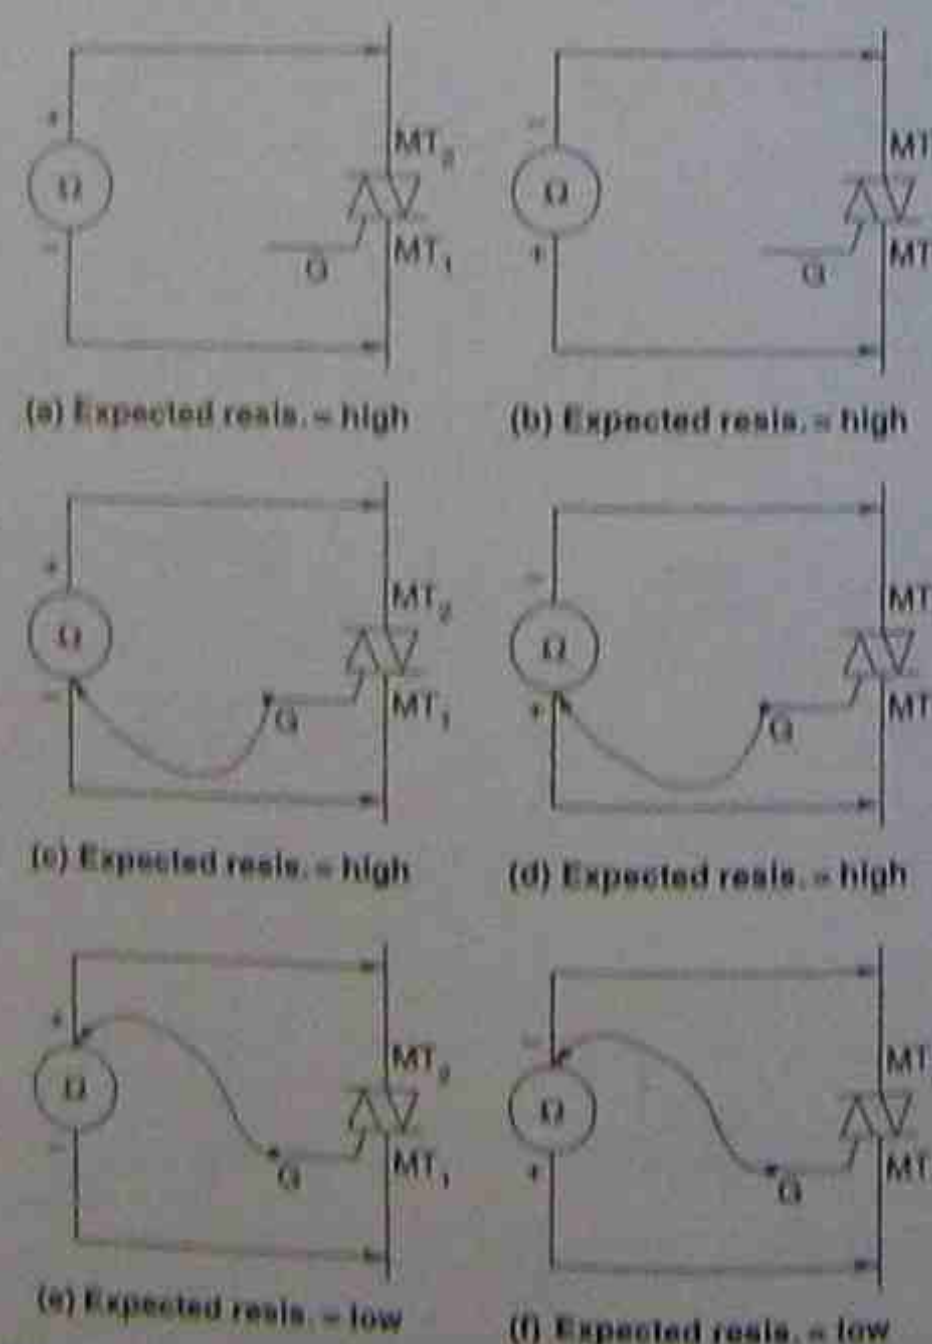 +
Ω
−
MT₂
MT₁
G
(a) Expected resis. = high
−
Ω
+
MT
MT
G
(b) Expected resis. = high
+
Ω
−
MT₂
MT₁
G
(c) Expected resis. = high
−
Ω
+
MT
MT
G
(d) Expected resis. = high
+
Ω
−
MT₂
MT₁
G
(e) Expected resis. = low
−
Ω
+
MT
MT
G
(f) Expected resis. = low